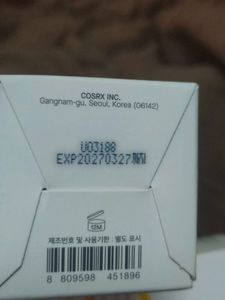 COSRX INC.
Gangnam-gu, Seoul, Korea (06142)
U03188
EXP20270327
12M
제조번호 및 사용기한 : 별도 표시
8 809598 451896